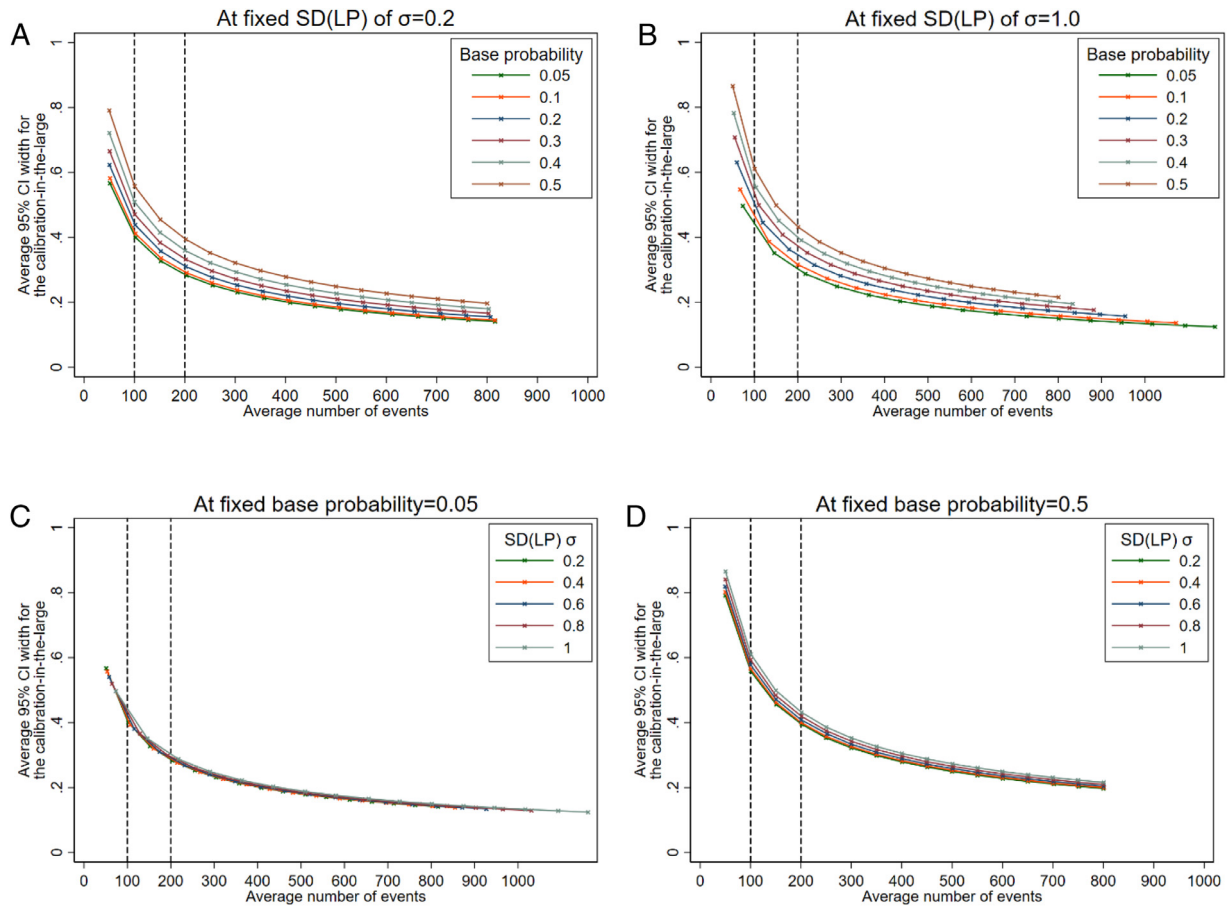 A
At fixed SD(LP) of σ=0.2
Average 95% CI width for
the calibration-in-the-large
1
.8
.6
.4
.2
0
Base probability
0.05
0.1
0.2
0.3
0.4
0.5
0 100 200 300 400 500 600 700 800 900 1000
Average number of events
B
At fixed SD(LP) of σ=1.0
Average 95% CI width for
the calibration-in-the-large
1
.8
.6
.4
.2
0
Base probability
0.05
0.1
0.2
0.3
0.4
0.5
0 100 200 300 400 500 600 700 800 900 1000
Average number of events
C
At fixed base probability=0.05
Average 95% CI width for
the calibration-in-the-large
1
.8
.6
.4
.2
0
SD(LP) σ
0.2
0.4
0.6
0.8
1
0 100 200 300 400 500 600 700 800 900 1000
Average number of events
D
At fixed base probability=0.5
Average 95% CI width for
the calibration-in-the-large
1
.8
.6
.4
.2
0
SD(LP) σ
0.2
0.4
0.6
0.8
1
0 100 200 300 400 500 600 700 800 900 1000
Average number of events